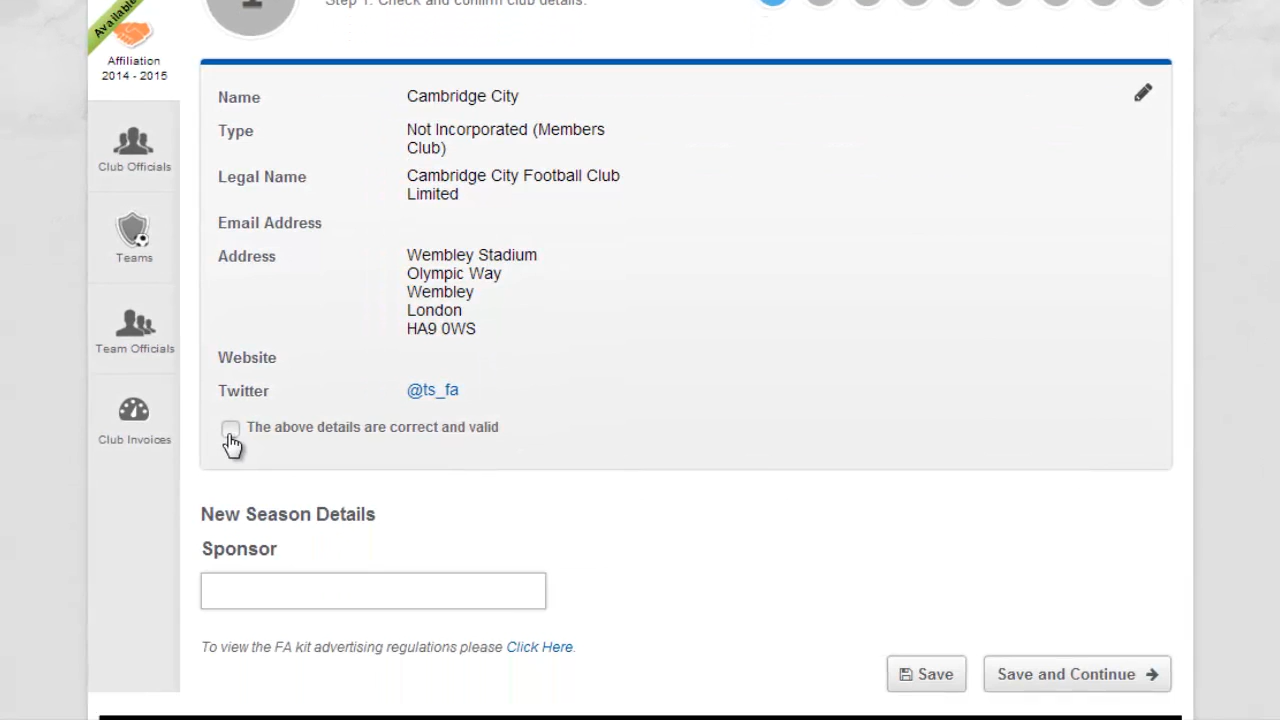 Step 1: Check and confirm club details.
Available
Affiliation
2014 - 2015
Club Officials
Teams
Team Officials
Club Invoices
Name Cambridge City
Type Not Incorporated (Members
Club)
Legal Name Cambridge City Football Club
Limited
Email Address
Address Wembley Stadium
Olympic Way
Wembley
London
HA9 0WS
Website
Twitter @ts_fa
The above details are correct and valid
New Season Details
Sponsor
To view the FA kit advertising regulations please Click Here.
Save Save and Continue